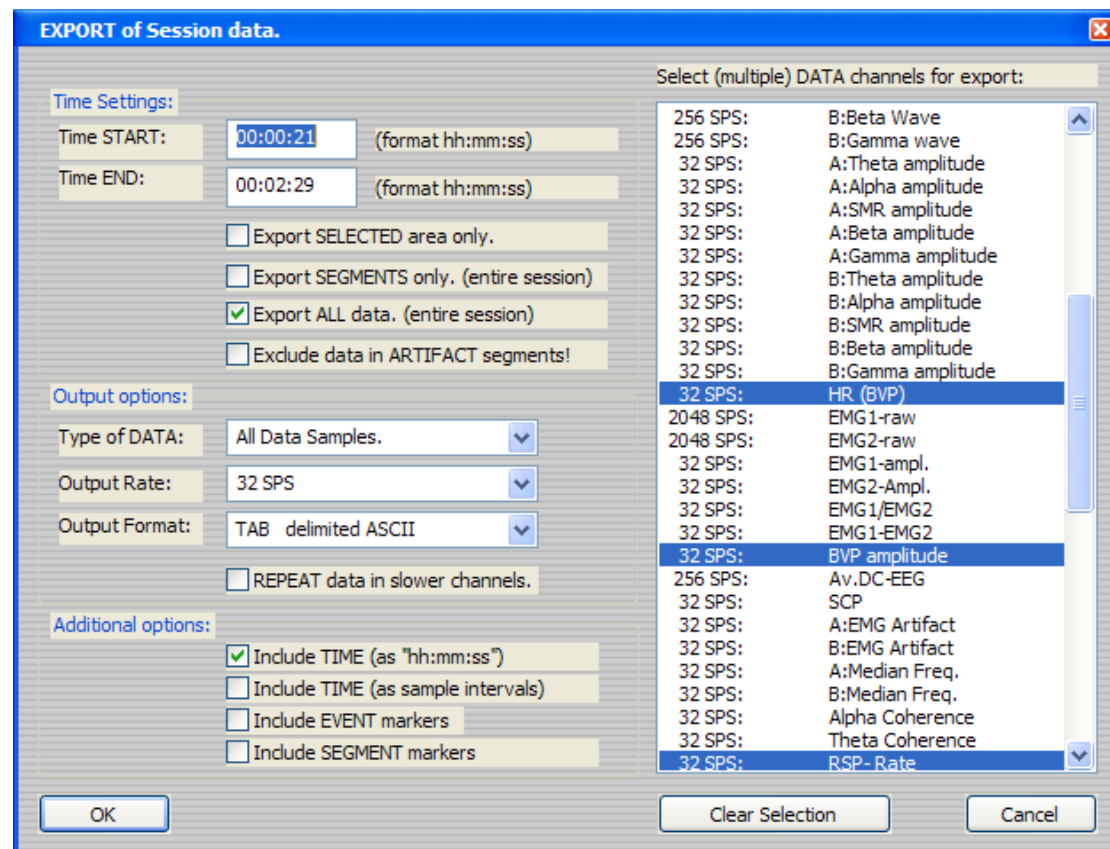 EXPORT of Session data.
Time Settings:
Time START: 00:00:21 (format hh:mm:ss)
Time END: 00:02:29 (format hh:mm:ss)
Export SELECTED area only.
Export SEGMENTS only. (entire session)
Export ALL data. (entire session)
Exclude data in ARTIFACT segments!
Output options:
Type of DATA: All Data Samples.
Output Rate: 32 SPS
Output Format: TAB delimited ASCII
REPEAT data in slower channels.
Additional options:
Include TIME (as "hh:mm:ss")
Include TIME (as sample intervals)
Include EVENT markers
Include SEGMENT markers
OK
Select (multiple) DATA channels for export:
256 SPS: B:Beta Wave
256 SPS: B:Gamma wave
32 SPS: A:Theta amplitude
32 SPS: A:Alpha amplitude
32 SPS: A:SMR amplitude
32 SPS: A:Beta amplitude
32 SPS: A:Gamma amplitude
32 SPS: B:Theta amplitude
32 SPS: B:Alpha amplitude
32 SPS: B:SMR amplitude
32 SPS: B:Beta amplitude
32 SPS: B:Gamma amplitude
32 SPS: HR (BVP)
2048 SPS: EMG1-raw
2048 SPS: EMG2-raw
32 SPS: EMG1-ampl.
32 SPS: EMG2-Ampl.
32 SPS: EMG1/EMG2
32 SPS: EMG1-EMG2
32 SPS: BVP amplitude
256 SPS: Av.DC-EEG
32 SPS: SCP
32 SPS: A:EMG Artifact
32 SPS: B:EMG Artifact
32 SPS: A:Median Freq.
32 SPS: B:Median Freq.
32 SPS: Alpha Coherence
32 SPS: Theta Coherence
32 SPS: RSP-Rate
Clear Selection
Cancel